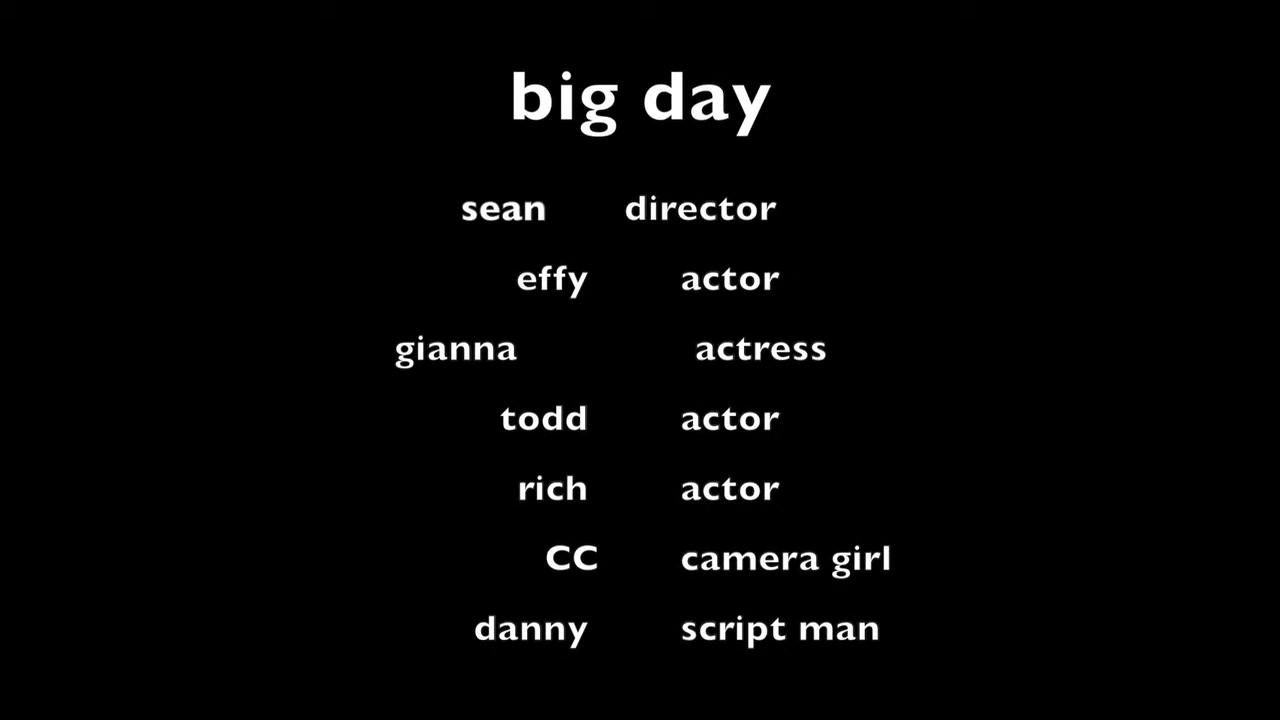 big day
sean director
effy actor
gianna actress
todd actor
rich actor
CC camera girl
danny script man